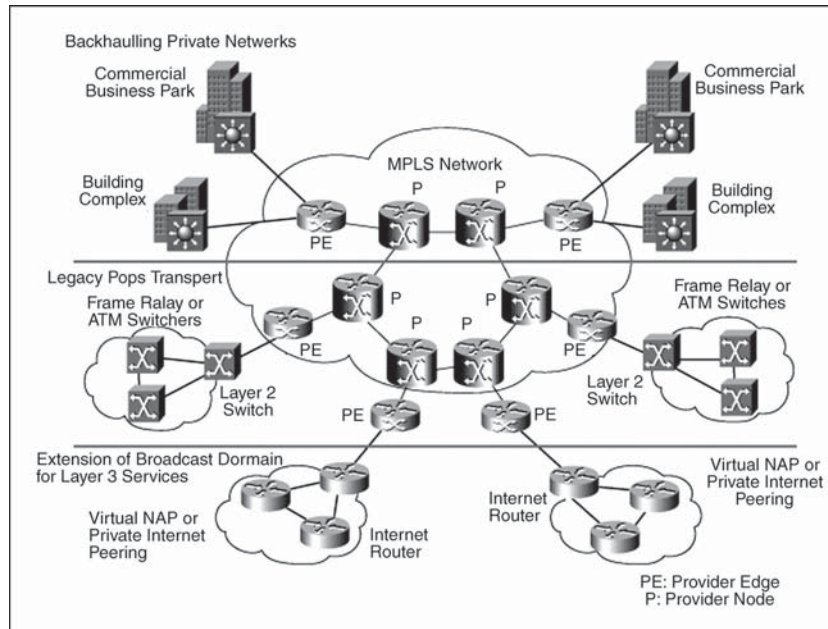 Backhaulling Private Netwreks
Commercial
Business Park
Commercial
Business Park
MPLS Network
P
P
Building
Complex
Building
Complex
PE
PE
Legacy Pops Transpert
Frame Ralay or
ATM Switchers
Frame Relay or
ATM Switches
P
P
P
P
PE
PE
Layer 2
Switch
Layer 2
Switch
PE
PE
Extension of Broadcast Dormain
for Layer 3 Services
Virtual NAP or
Private Internet
Peering
Internet
Router
Internet
Router
Virtual NAP or
Private Internet
Peering
PE: Provider Edge
P: Provider Node